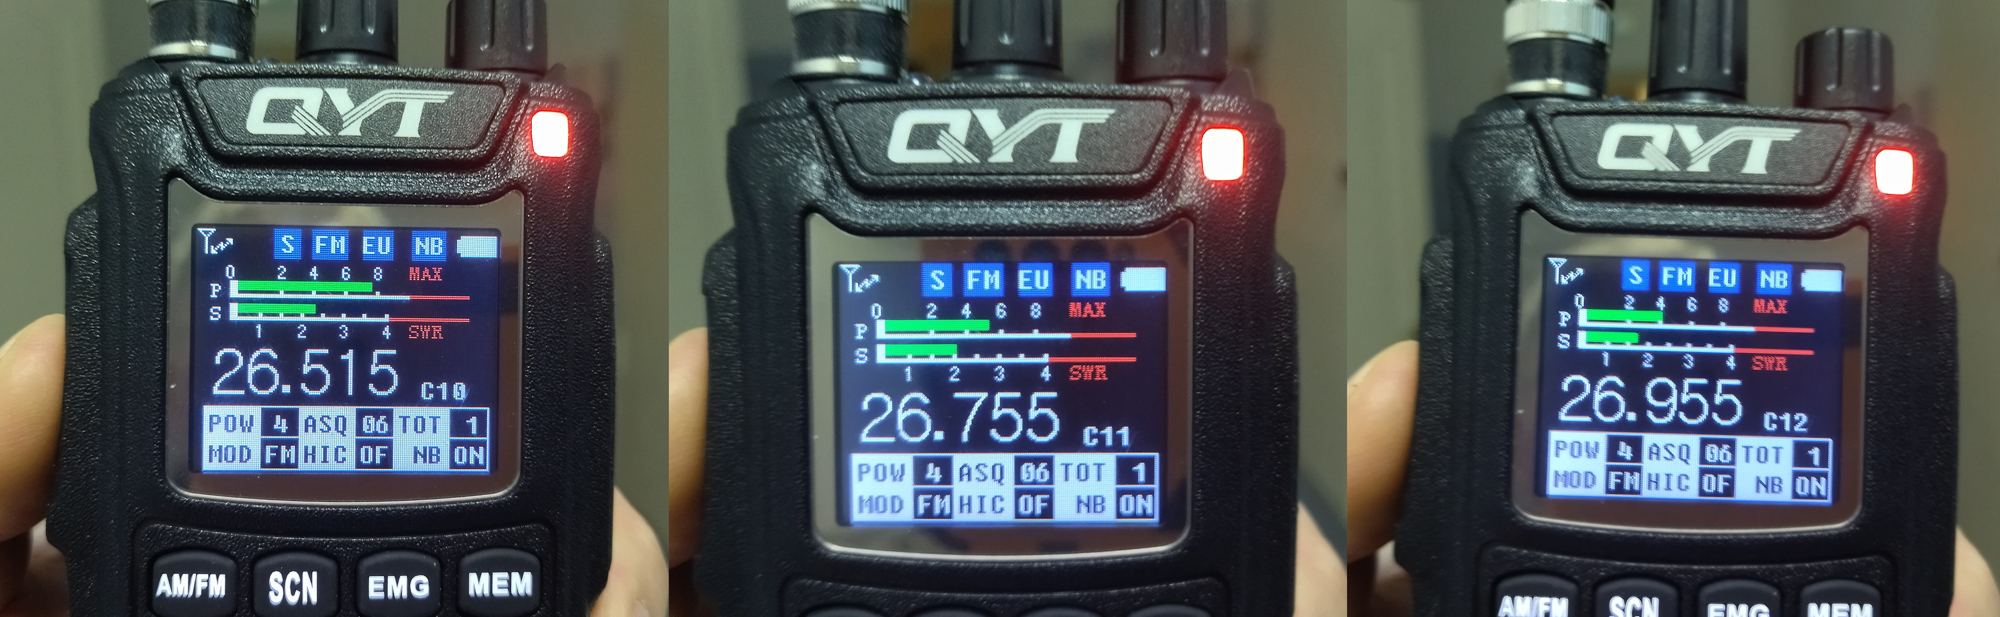 QYT
S FM EU NB
0 2 4 6 8 MAX
P
S
1 2 3 4 SWR
26.515 C10
POW 4 ASQ 06 TOT 1
MOD FM HIC OF NB ON
AM/FM SCN EMG MEM
QYT
S FM EU NB
0 2 4 6 8 MAX
P
S
1 2 3 4 SWR
26.755 C11
POW 4 ASQ 06 TOT 1
MOD FM HIC OF NB ON
QYT
S FM EU NB
0 2 4 6 8 MAX
P
S
1 2 3 4 SWR
26.955 C12
POW 4 ASQ 06 TOT 1
MOD FM HIC OF NB ON
AM/FM SCN EMG MEM